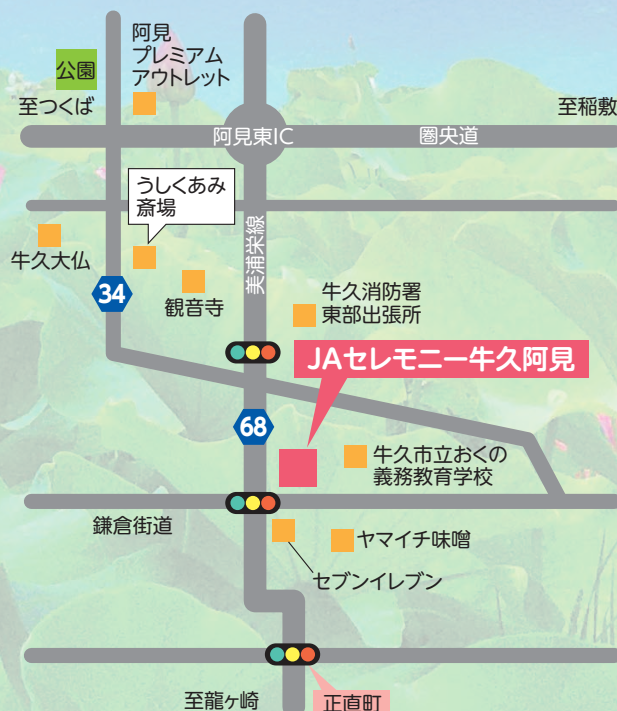 阿見
プレミアム
アウトレット
公園
至つくば
至稲敷
阿見東IC
圏央道
うしくあみ
斎場
美浦栄線
牛久大仏
34
観音寺
牛久消防署
東部出張所
JAセレモニー牛久阿見
68
牛久市立おくの
義務教育学校
鎌倉街道
ヤマイチ味噌
セブンイレブン
至龍ヶ崎
正直町